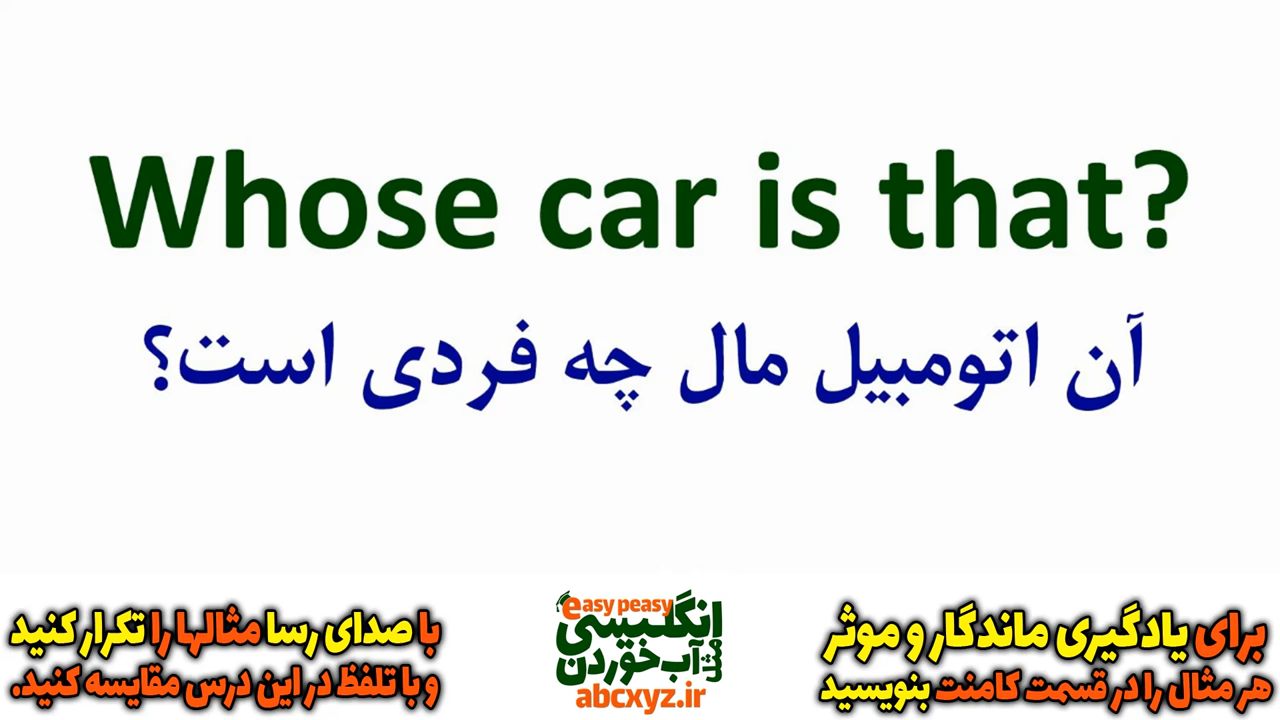 Whose car is that?
آن اتومبیل مال چه فردی است؟
برای یادگیری ماندگار و موثر
هر مثال را در قسمت کامنت بنویسید
easy peasy
انگلیسی
مثل آب خوردن
abcxyz.ir
با صدای رسا مثالها را تکرار کنید
و با تلفظ در این درس مقایسه کنید.